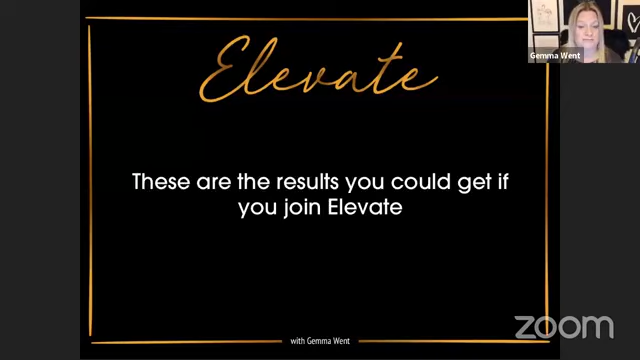 Elevate
Gemma Went
These are the results you could get if
you join Elevate
zoom
with Gemma Went